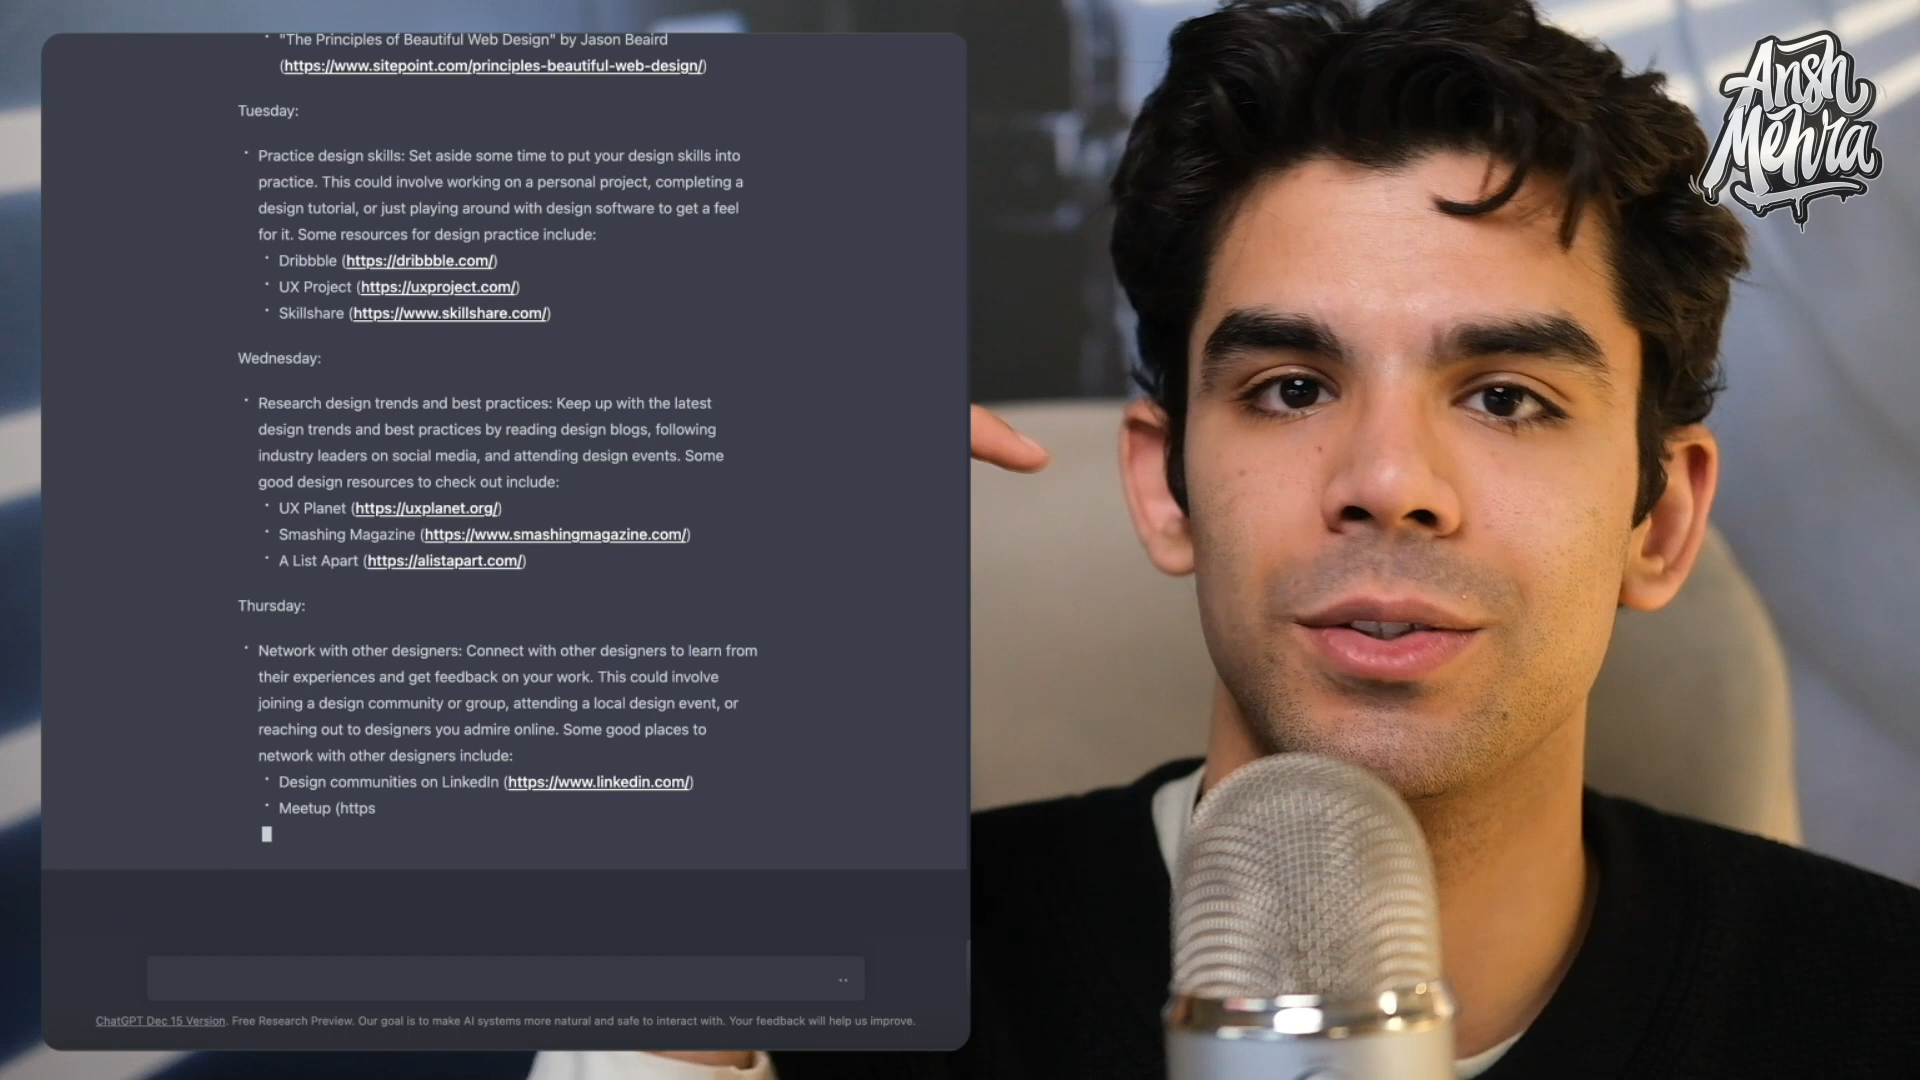 "The Principles of Beautiful Web Design" by Jason Beaird
(https://www.sitepoint.com/principles-beautiful-web-design/)
Tuesday:
Practice design skills: Set aside some time to put your design skills into
practice. This could involve working on a personal project, completing a
design tutorial, or just playing around with design software to get a feel
for it. Some resources for design practice include:
Dribbble (https://dribbble.com/)
UX Project (https://uxproject.com/)
Skillshare (https://www.skillshare.com/)
Wednesday:
Research design trends and best practices: Keep up with the latest
design trends and best practices by reading design blogs, following
industry leaders on social media, and attending design events. Some
good design resources to check out include:
UX Planet (https://uxplanet.org/)
Smashing Magazine (https://www.smashingmagazine.com/)
A List Apart (https://alistapart.com/)
Thursday:
Network with other designers: Connect with other designers to learn from
their experiences and get feedback on your work. This could involve
joining a design community or group, attending a local design event, or
reaching out to designers you admire online. Some good places to
network with other designers include:
Design communities on LinkedIn (https://www.linkedin.com/)
Meetup (https
ChatGPT Dec 15 Version. Free Research Preview. Our goal is to make AI systems more natural and safe to interact with. Your feedback will help us improve.
Ansh
Mehra